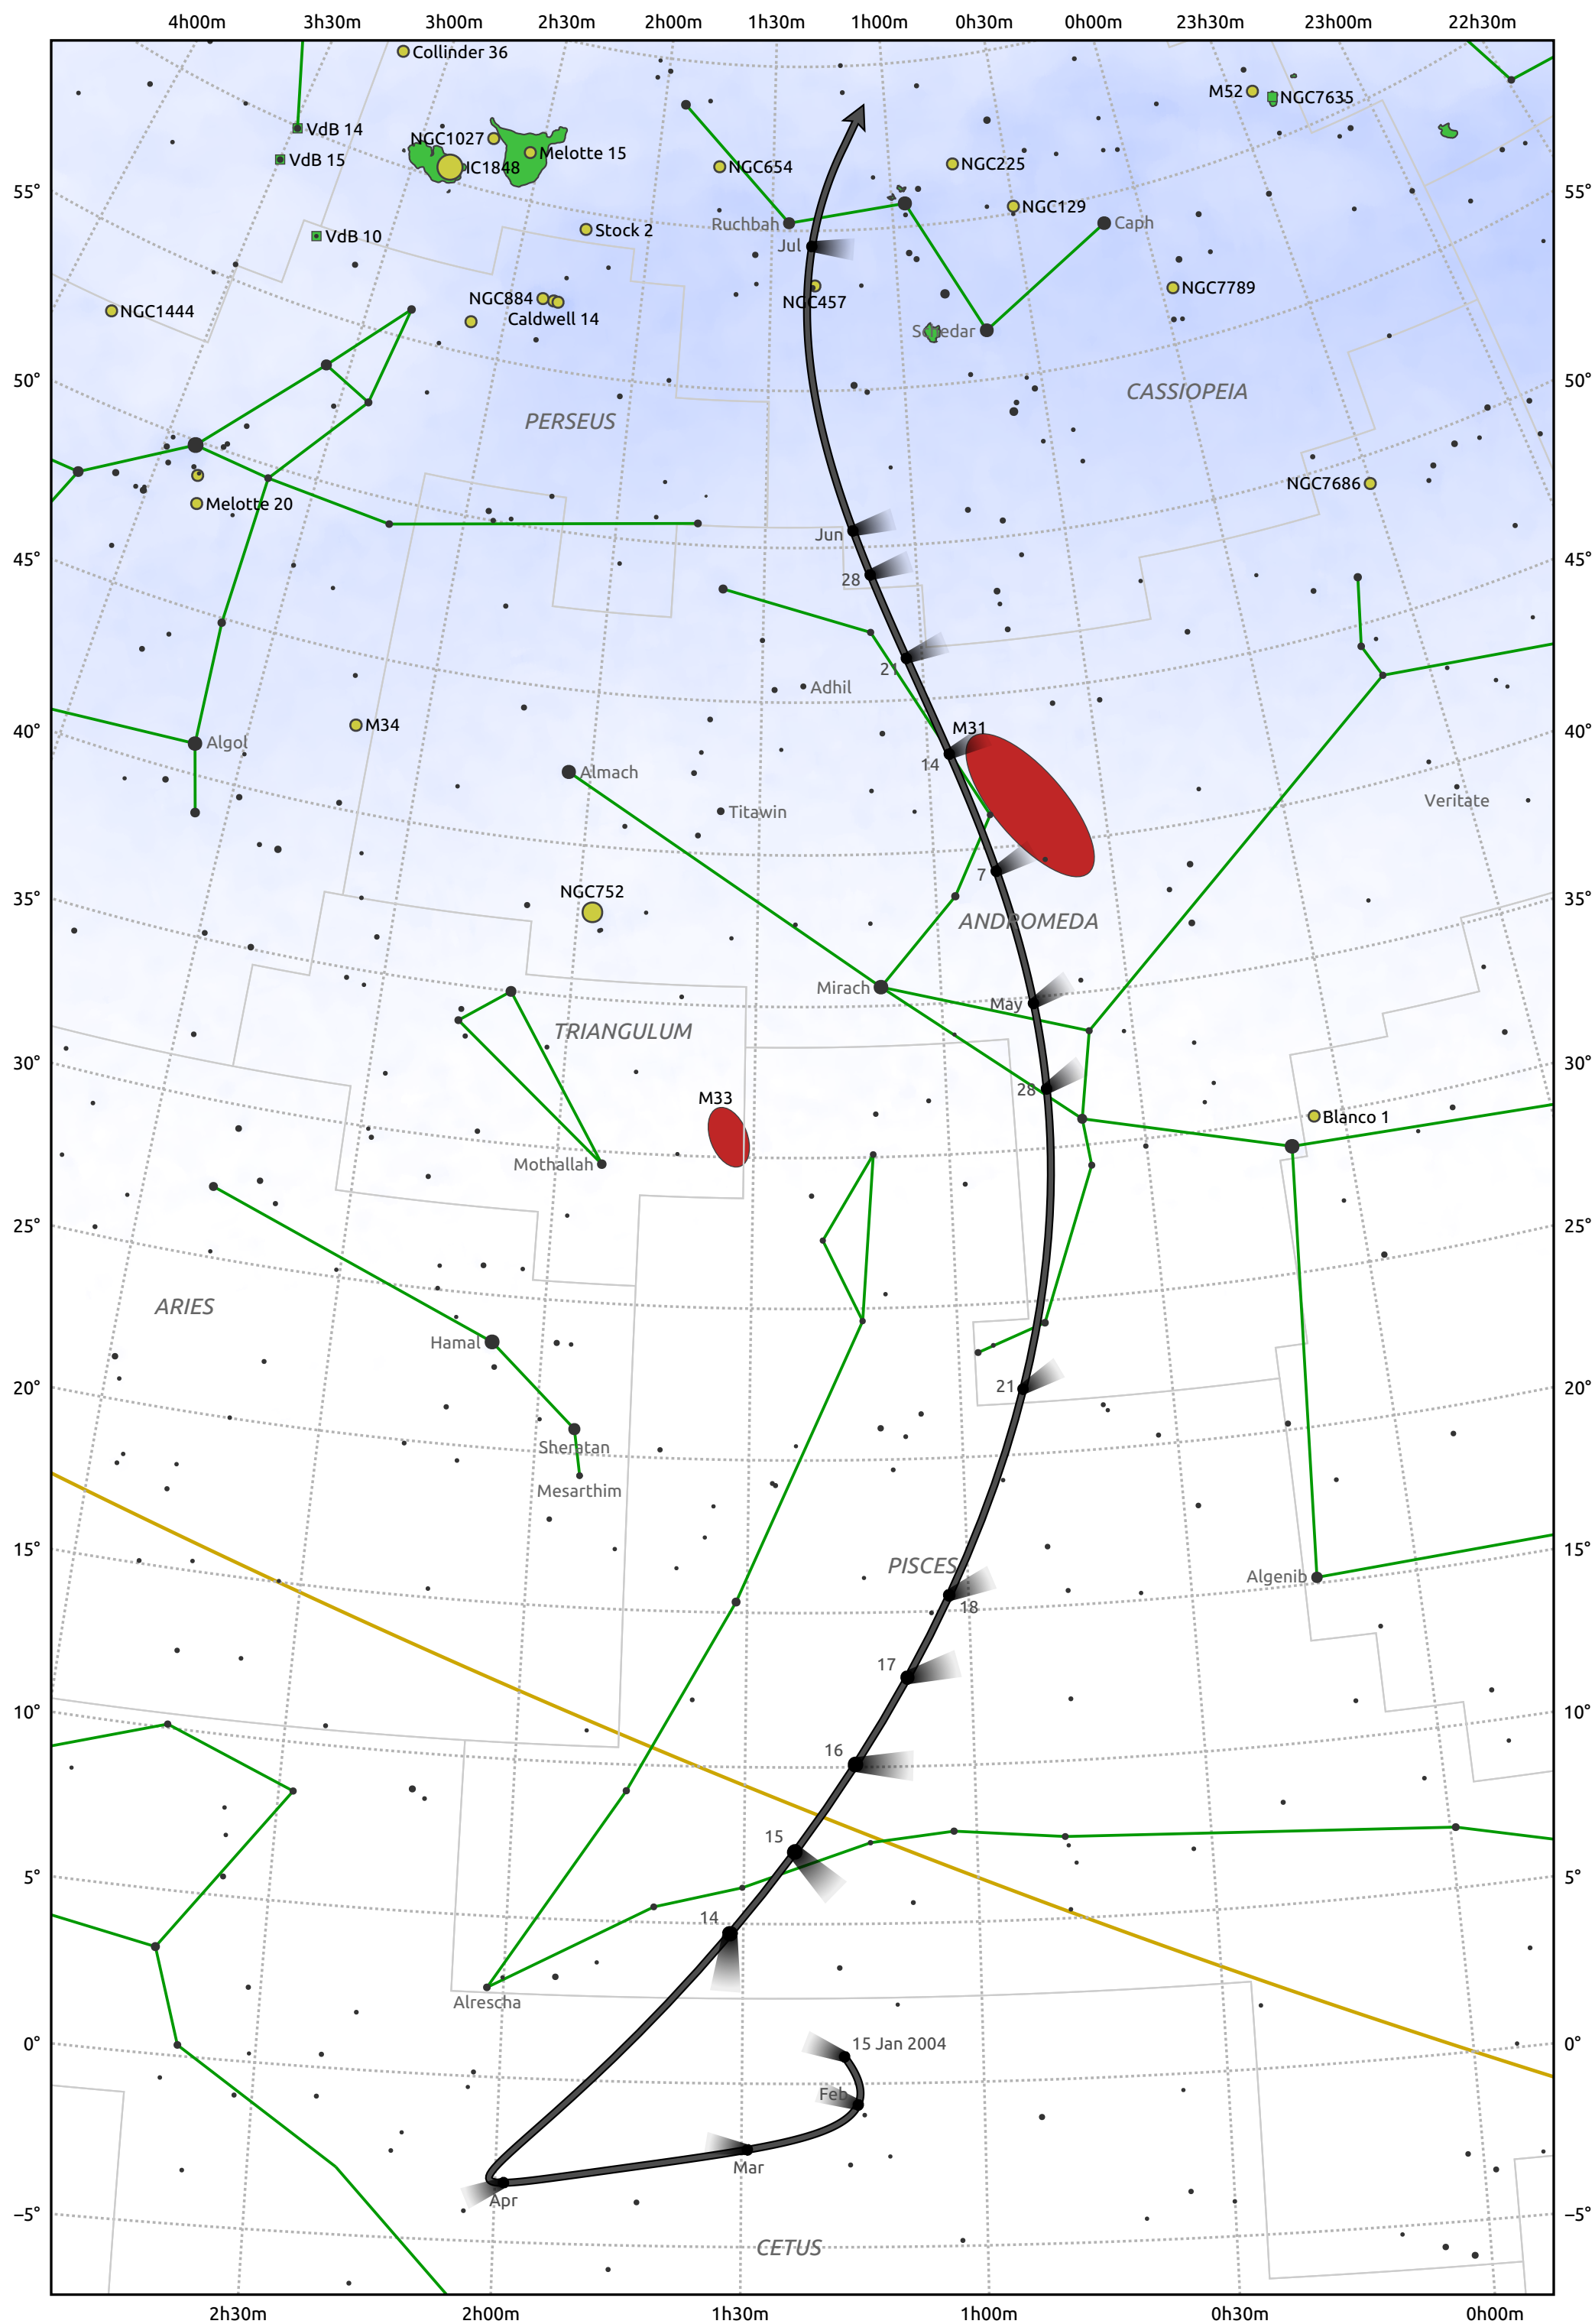 4h00m 3h30m 3h00m 2h30m 2h00m 1h30m 1h00m 0h30m 0h00m 23h30m 23h00m 22h30m
Collinder 36
M52
NGC7635
VdB 14
NGC1027
Melotte 15
VdB 15
IC1848
NGC654
NGC225
55°
55°
NGC129
Ruchbah
Caph
Stock 2
VdB 10
Jul
NGC7789
NGC884
NGC457
NGC1444
Caldwell 14
Schedar
50°
50°
CASSIOPEIA
PERSEUS
NGC7686
Melotte 20
Jun
45°
45°
28
21
Adhil
M34
M31
40°
40°
Algol
14
Almach
Veritate
Titawin
7
NGC752
35°
35°
ANDROMEDA
Mirach
May
TRIANGULUM
30°
30°
28
M33
Blanco 1
Mothallah
25°
25°
ARIES
Hamal
21
20°
20°
Sheratan
Mesarthim
15°
15°
PISCES
Algenib
18
17
10°
10°
16
15
5°
5°
14
Alrescha
0°
0°
15 Jan 2004
Feb
Mar
Apr
−5°
−5°
CETUS
2h30m 2h00m 1h30m 1h00m 0h30m 0h00m